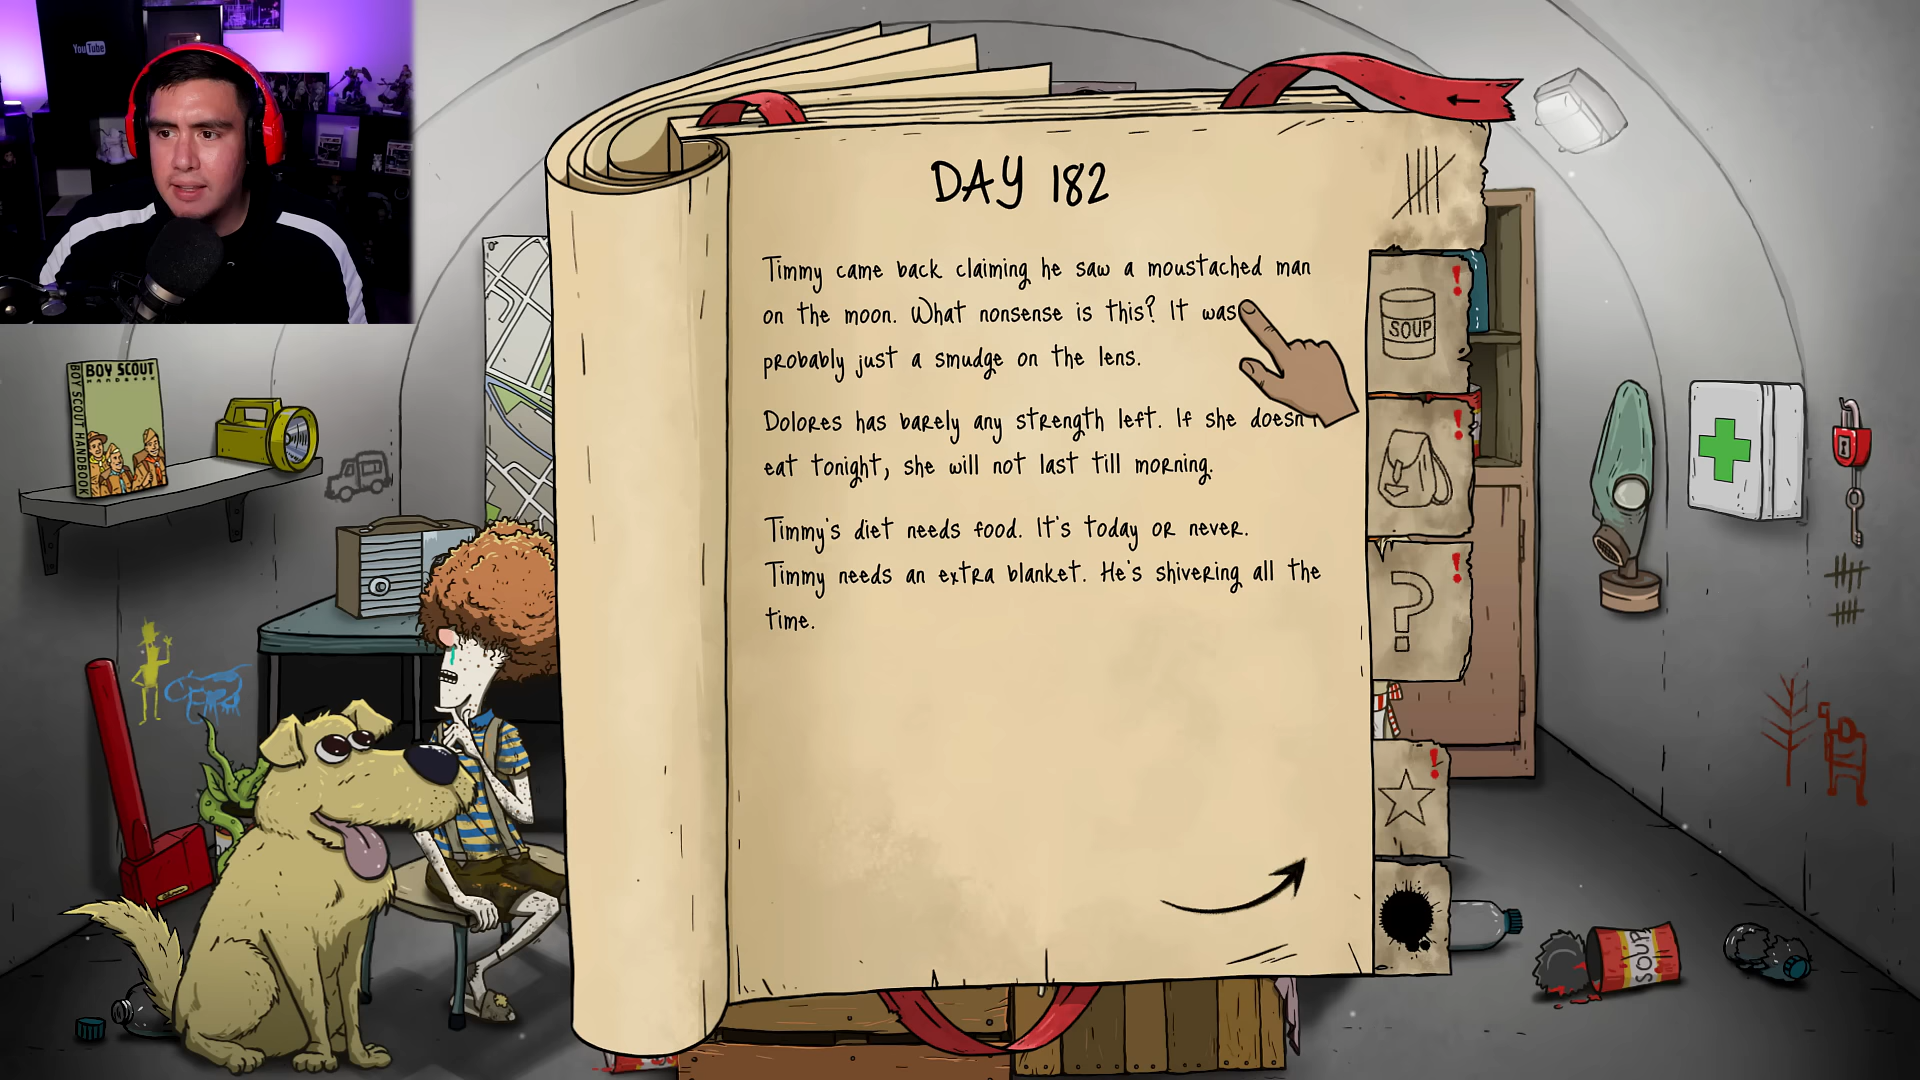 YouTube
BOY SCOUT
HANDBOOK
BOY SCOUT HANDBOOK
DAY 182
Timmy came back claiming he saw a moustached man
on the moon. What nonsense is this? It was
probably just a smudge on the lens.
Dolores has barely any strength left. If she doesn't
eat tonight, she will not last till morning.
Timmy's diet needs food. It's today or never.
Timmy needs an extra blanket. He's shivering all the
time.
!
SOUP
!
!
?
!
SOUP